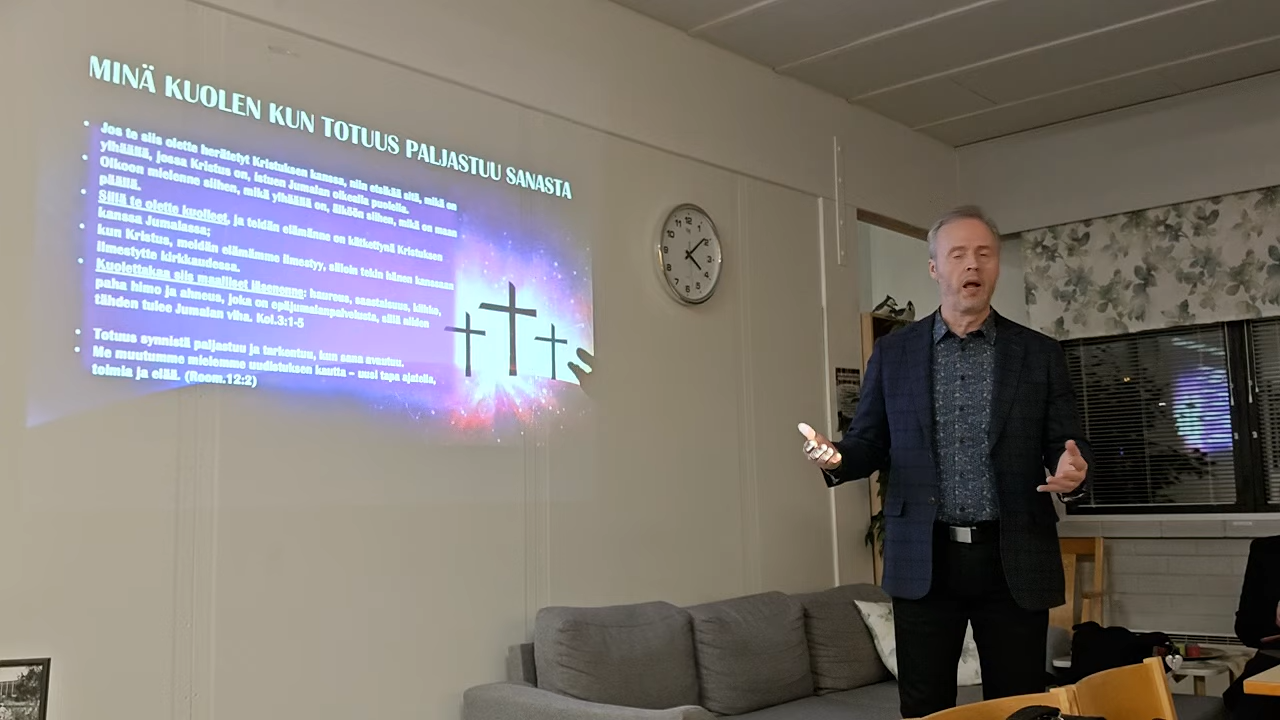 MINÄ KUOLEN KUN TOTUUS PALJASTUU SANASTA
• Jos te siis olette herätetyt Kristuksen kanssa, niin etsikää sitä, mikä on
ylhäällä, jossa Kristus on, istuen Jumalan oikealla puolella.
• Olkoon mielenne siihen, mikä ylhäällä on, älköön siihen, mikä on maan
päällä.
• Sillä te olette kuolleet, ja teidän elämänne on kätkettynä Kristuksen
kanssa Jumalassa;
• kun Kristus, meidän elämämme ilmestyy, silloin tekin hänen kanssaan
ilmestytte kirkkaudessa.
• Kuolettakaa siis maalliset jäsenenne: haureus, saastaisuus, kiihko,
paha himo ja ahneus, joka on epäjumalanpalvelusta, sillä niiden
tähden tulee Jumalan viha. Kol.3:1-5
• Totuus synnistä paljastuu ja tarkentuu, kun sana avautuu.
• Me muutumme mielemme uudistuksen kautta – uusi tapa ajatella,
toimia ja elää. (Room.12:2)